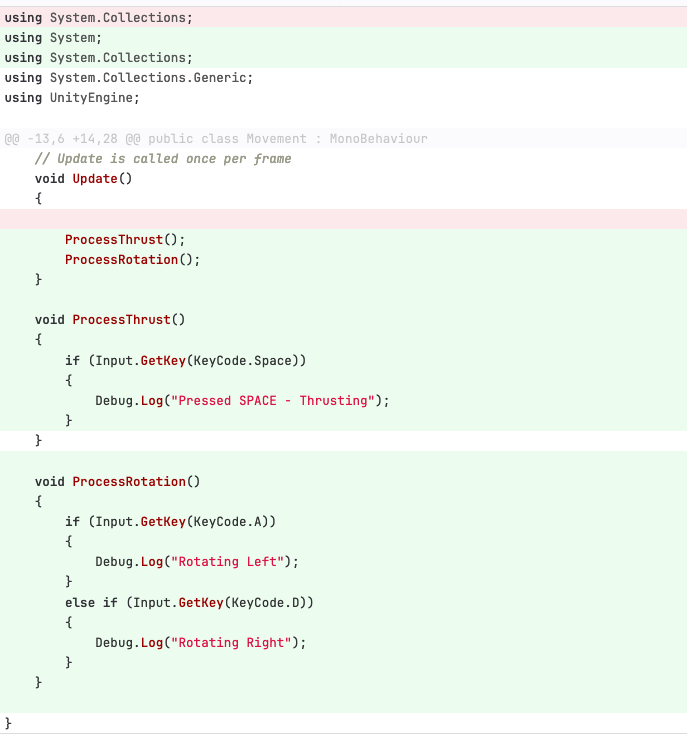 using System.Collections;
using System;
using System.Collections;
using System.Collections.Generic;
using UnityEngine;
@@ -13,6 +14,28 @@ public class Movement : MonoBehaviour
    // Update is called once per frame
    void Update()
    {
        ProcessThrust();
        ProcessRotation();
    }
    void ProcessThrust()
    {
        if (Input.GetKey(KeyCode.Space))
        {
            Debug.Log("Pressed SPACE - Thrusting");
        }
    }
    void ProcessRotation()
    {
        if (Input.GetKey(KeyCode.A))
        {
            Debug.Log("Rotating Left");
        }
        else if (Input.GetKey(KeyCode.D))
        {
            Debug.Log("Rotating Right");
        }
    }
}